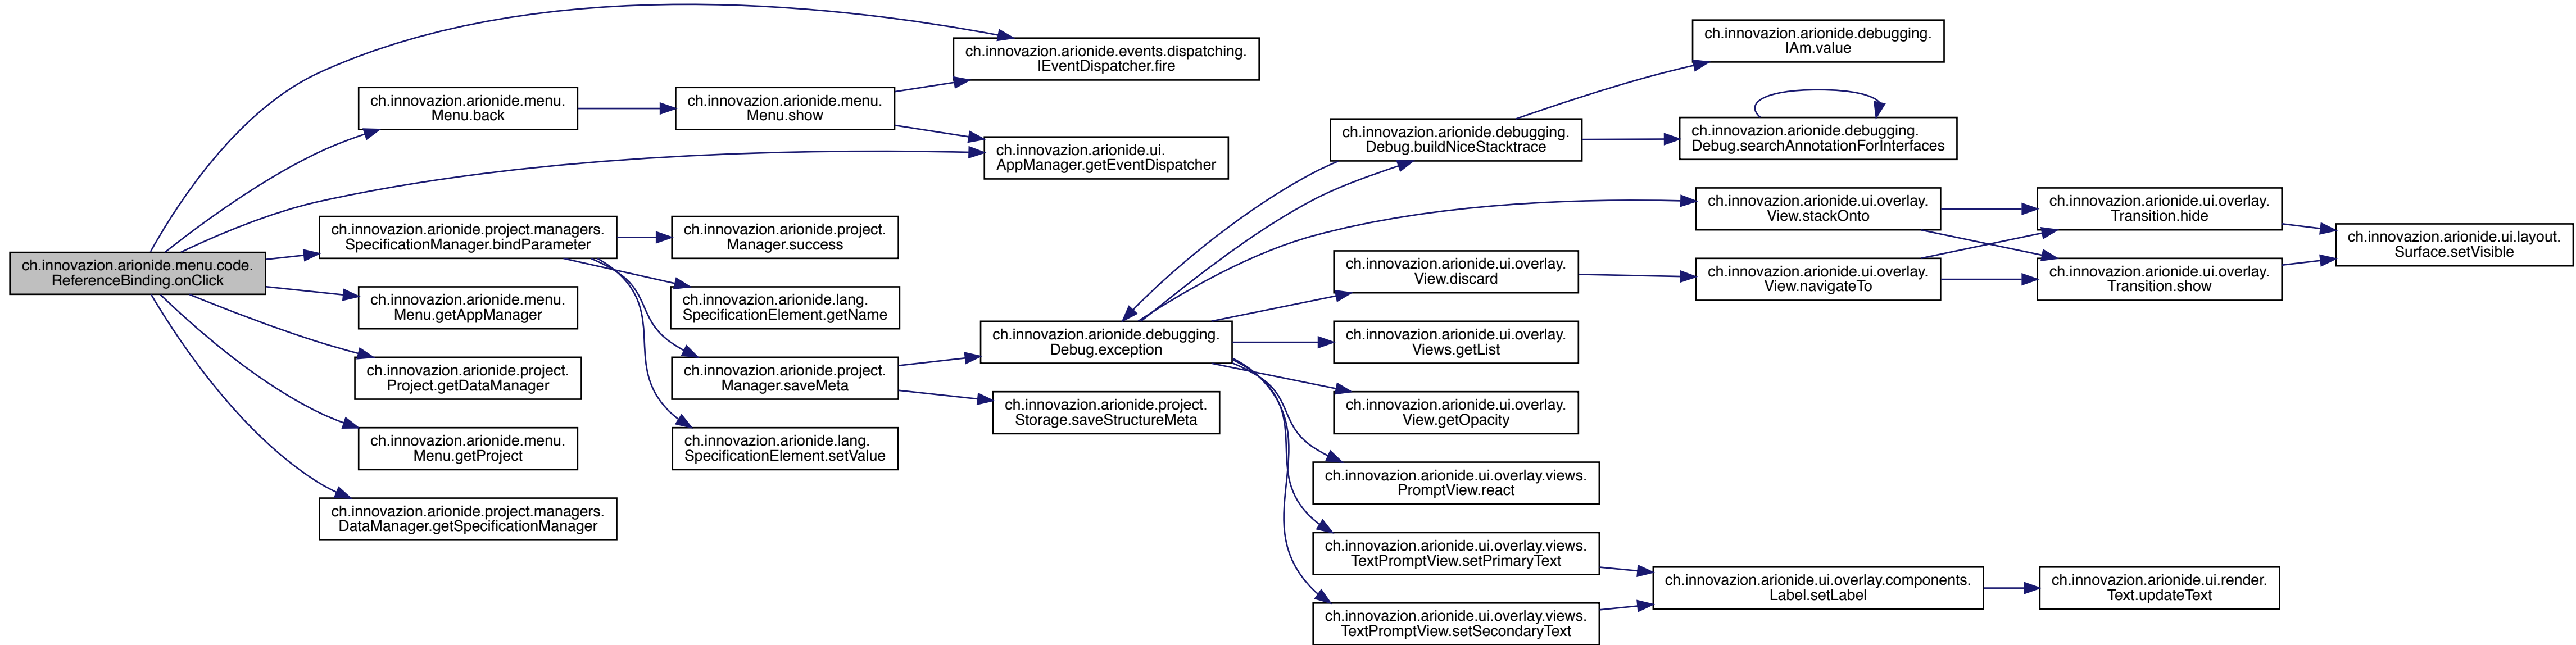 ch.innovazion.arionide.menu.code.
ReferenceBinding.onClick
ch.innovazion.arionide.events.dispatching.
IEventDispatcher.fire
ch.innovazion.arionide.menu.
Menu.back
ch.innovazion.arionide.menu.
Menu.show
ch.innovazion.arionide.ui.
AppManager.getEventDispatcher
ch.innovazion.arionide.project.managers.
SpecificationManager.bindParameter
ch.innovazion.arionide.project.
Manager.success
ch.innovazion.arionide.menu.
Menu.getAppManager
ch.innovazion.arionide.lang.
SpecificationElement.getName
ch.innovazion.arionide.project.
Project.getDataManager
ch.innovazion.arionide.project.
Manager.saveMeta
ch.innovazion.arionide.menu.
Menu.getProject
ch.innovazion.arionide.lang.
SpecificationElement.setValue
ch.innovazion.arionide.project.managers.
DataManager.getSpecificationManager
ch.innovazion.arionide.debugging.
Debug.exception
ch.innovazion.arionide.project.
Storage.saveStructureMeta
ch.innovazion.arionide.debugging.
Debug.buildNiceStacktrace
ch.innovazion.arionide.debugging.
IAm.value
ch.innovazion.arionide.debugging.
Debug.searchAnnotationForInterfaces
ch.innovazion.arionide.ui.overlay.
View.stackOnto
ch.innovazion.arionide.ui.overlay.
View.discard
ch.innovazion.arionide.ui.overlay.
View.navigateTo
ch.innovazion.arionide.ui.overlay.
Transition.hide
ch.innovazion.arionide.ui.overlay.
Transition.show
ch.innovazion.arionide.ui.layout.
Surface.setVisible
ch.innovazion.arionide.ui.overlay.
Views.getList
ch.innovazion.arionide.ui.overlay.
View.getOpacity
ch.innovazion.arionide.ui.overlay.views.
PromptView.react
ch.innovazion.arionide.ui.overlay.views.
TextPromptView.setPrimaryText
ch.innovazion.arionide.ui.overlay.views.
TextPromptView.setSecondaryText
ch.innovazion.arionide.ui.overlay.components.
Label.setLabel
ch.innovazion.arionide.ui.render.
Text.updateText